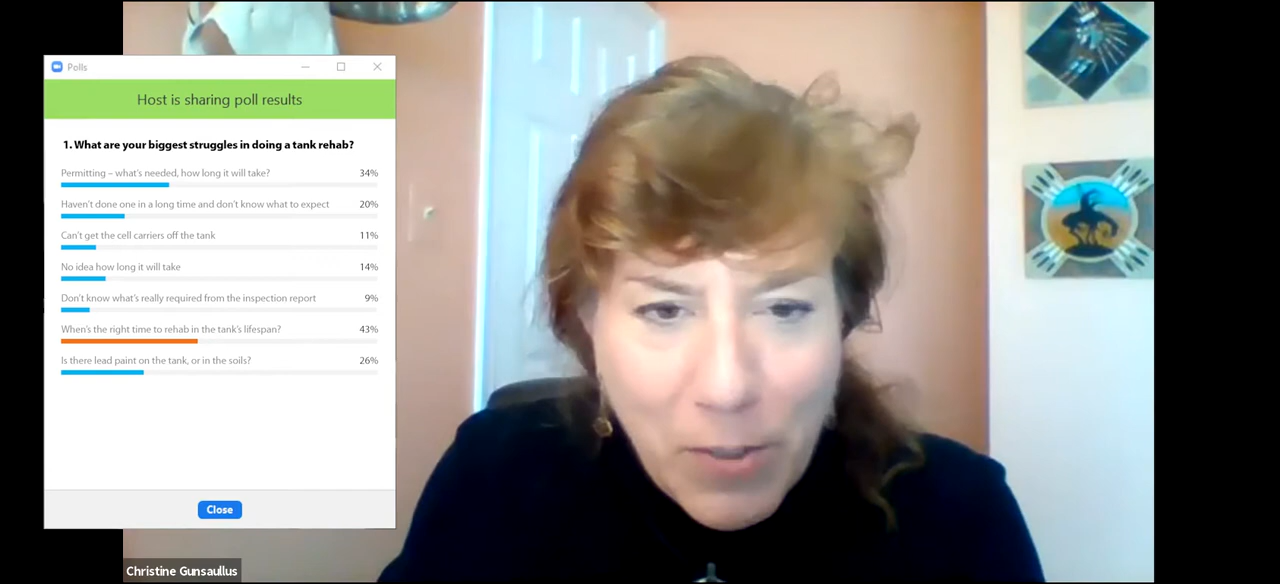 Polls
Host is sharing poll results
1. What are your biggest struggles in doing a tank rehab?
Permitting – what's needed, how long it will take? 34%
Haven't done one in a long time and don't know what to expect 20%
Can't get the cell carriers off the tank 11%
No idea how long it will take 14%
Don't know what's really required from the inspection report 9%
When's the right time to rehab in the tank's lifespan? 43%
Is there lead paint on the tank, or in the soils? 26%
Close
Christine Gunsaullus